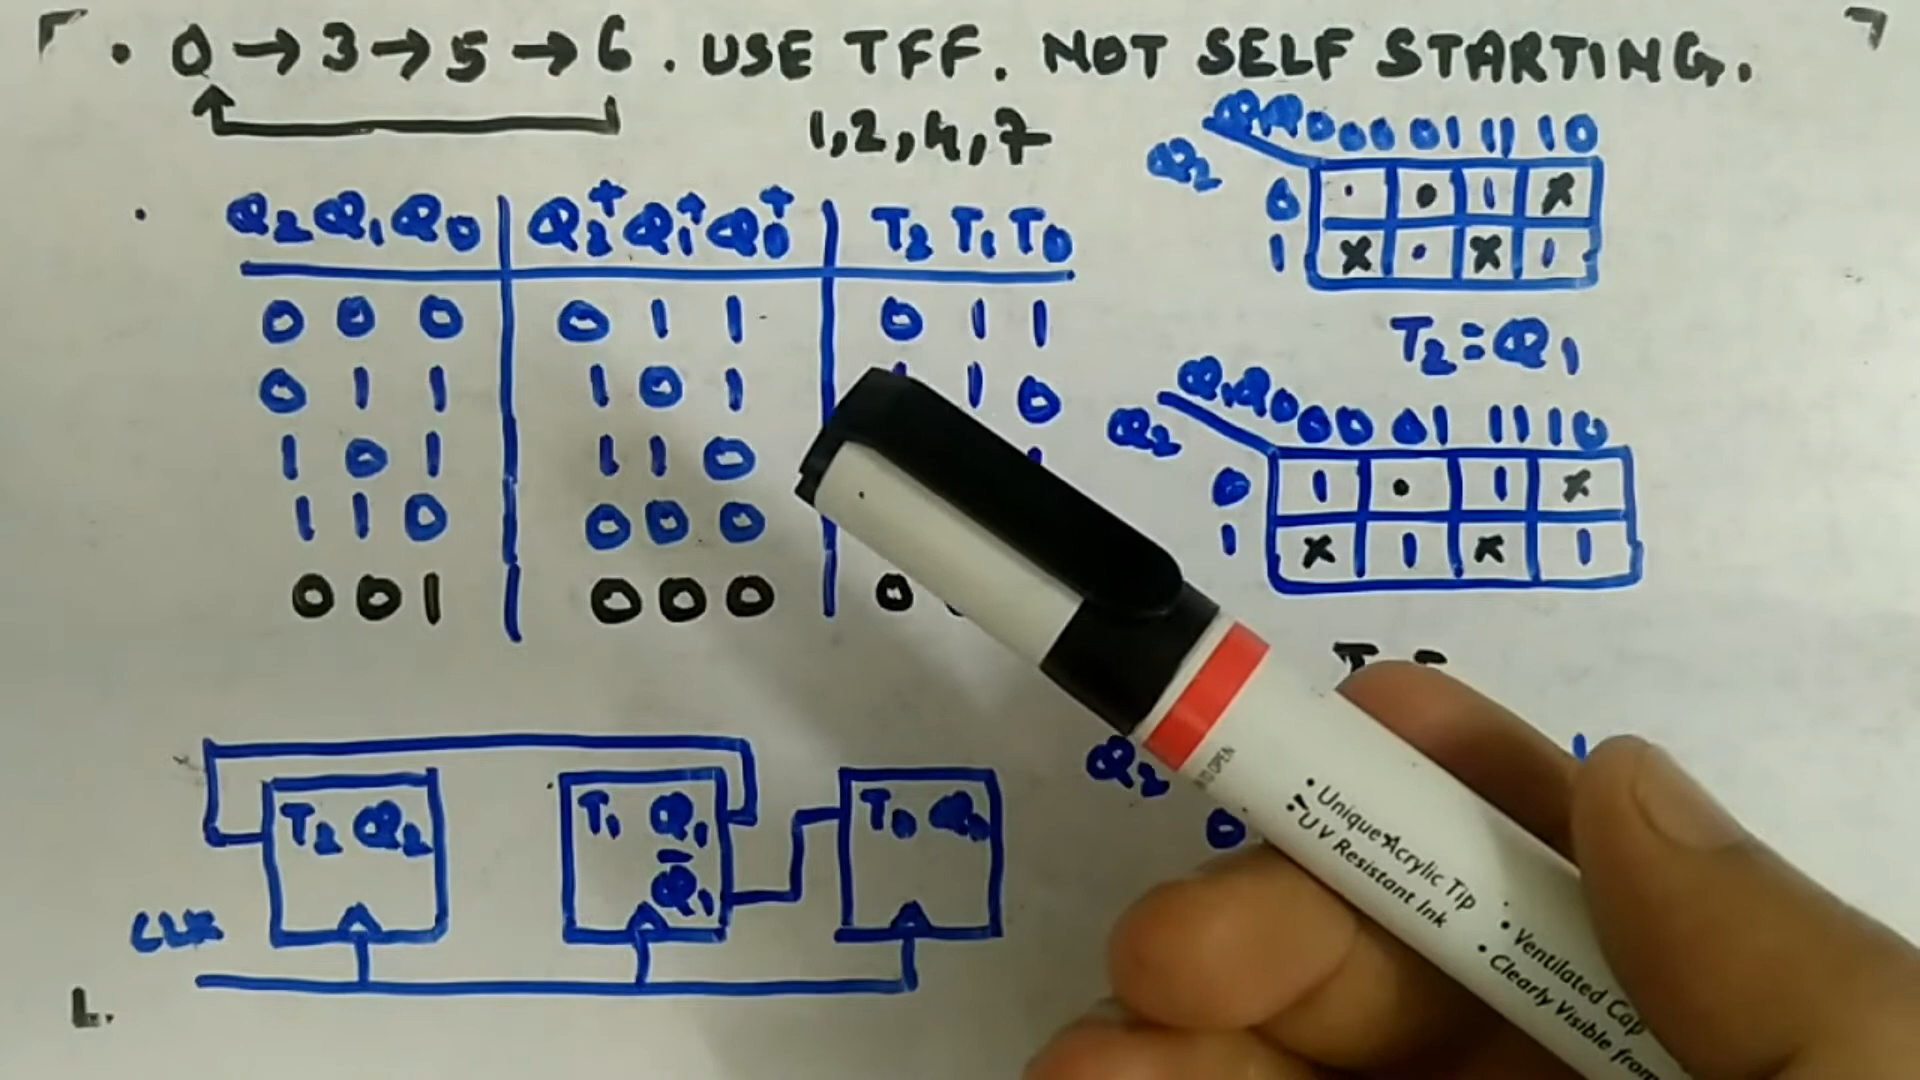 . 0 → 3 → 5 → 6 . USE TFF. NOT SELF STARTING.
1, 2, 4, 7
Q2 Q1 Q0 Q2+ Q1+ Q0+ T2 T1 T0
0 0 0 0 1 1 0 1 1
0 1 1 1 0 1 1 1 0
1 0 1 1 1 0
1 1 0 0 0 0
0 0 1 0 0 0 0
Q1Q0 00 01 11 10
Q2
0 . • 1 x
1 x . x 1
T2 = Q1
Q1Q0 00 01 11 10
Q2
0 1 • 1 x
1 x 1 x 1
Q2
0
T2 Q2 T1 Q1 T0 Q0
Q̅1
CLK
L.
• Unique Acrylic Tip
• UV Resistant Ink
• Ventilated Cap
• Clearly Visible from